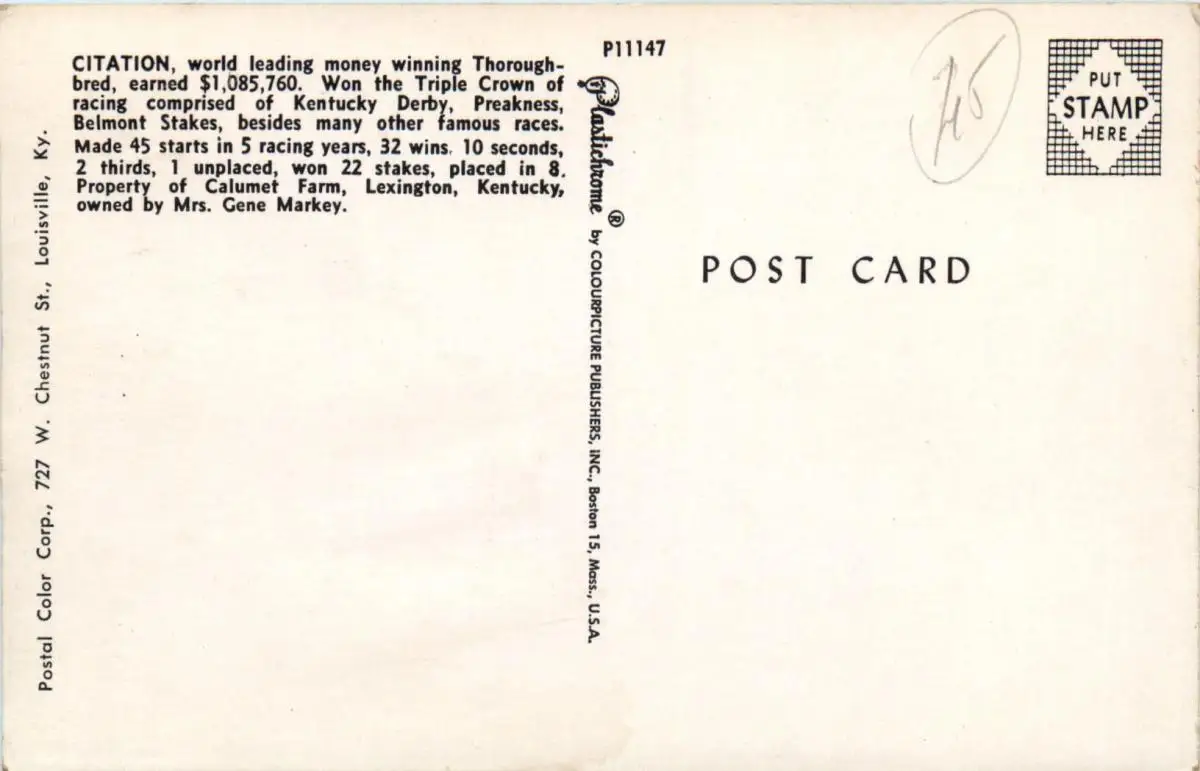 CITATION, world leading money winning Thorough-
bred, earned $1,085,760. Won the Triple Crown of
racing comprised of Kentucky Derby, Preakness,
Belmont Stakes, besides many other famous races.
Made 45 starts in 5 racing years, 32 wins. 10 seconds,
2 thirds, 1 unplaced, won 22 stakes, placed in 8.
Property of Calumet Farm, Lexington, Kentucky,
owned by Mrs. Gene Markey.
Postal Color Corp., 727 W. Chestnut St., Louisville, Ky.
P11147
Plastichrome ® by COLOURPICTURE PUBLISHERS, INC., Boston 15, Mass., U.S.A.
POST CARD
PUT
STAMP
HERE